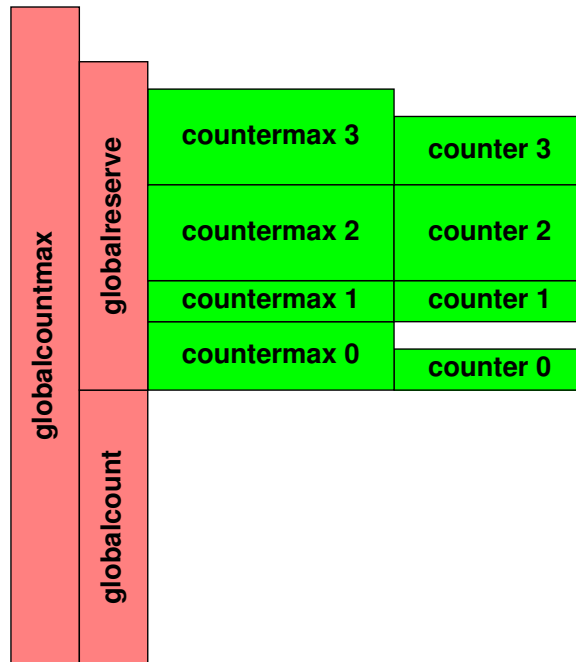 globalcountmax
globalreserve
globalcount
countermax 3
counter 3
countermax 2
counter 2
countermax 1
counter 1
countermax 0
counter 0